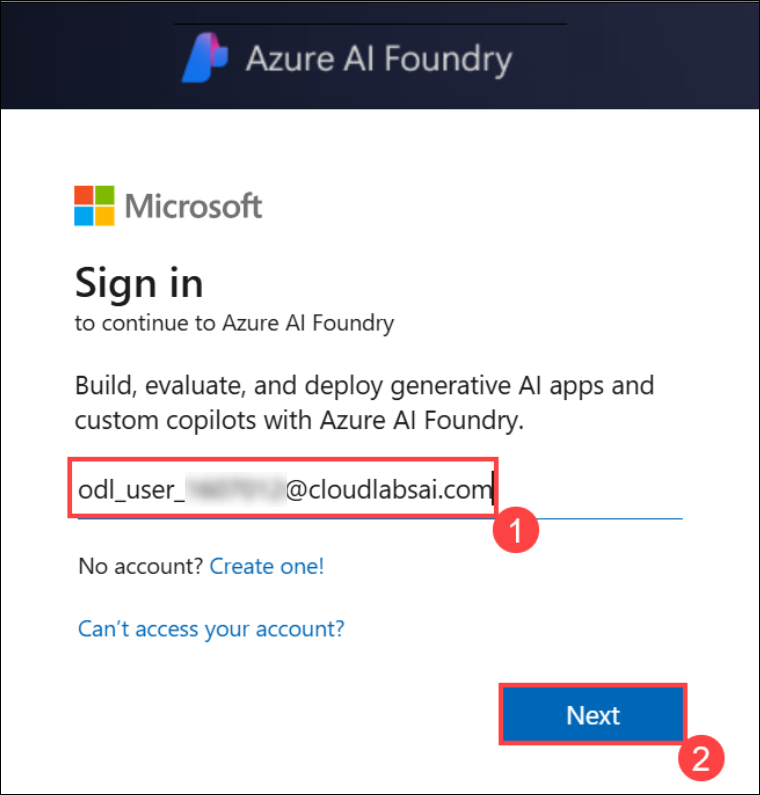 Azure AI Foundry
Microsoft
Sign in
to continue to Azure AI Foundry
Build, evaluate, and deploy generative AI apps and
custom copilots with Azure AI Foundry.
odl_user_ @cloudlabsai.com
1
No account? Create one!
Can't access your account?
Next
2